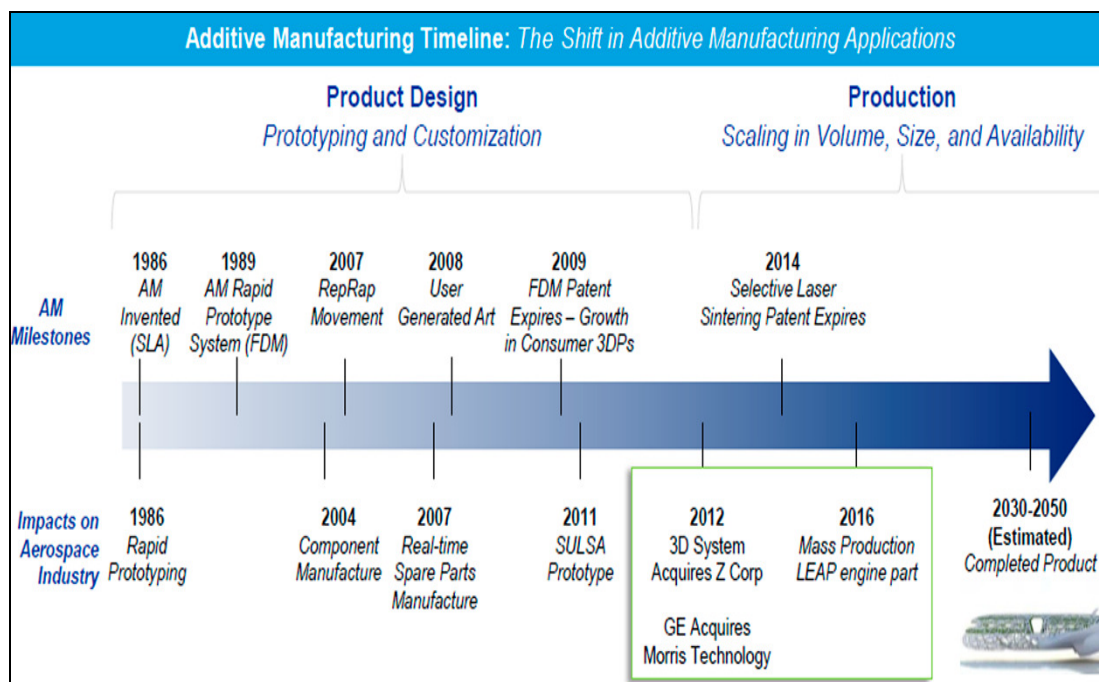 Additive Manufacturing Timeline: The Shift in Additive Manufacturing Applications
Product Design
Prototyping and Customization
Production
Scaling in Volume, Size, and Availability
AM
Milestones
1986
AM
Invented
(SLA)
1989
AM Rapid
Prototype
System (FDM)
2007
RepRap
Movement
2008
User
Generated Art
2009
FDM Patent
Expires – Growth
in Consumer 3DPs
2014
Selective Laser
Sintering Patent Expires
Impacts on
Aerospace
Industry
1986
Rapid
Prototyping
2004
Component
Manufacture
2007
Real-time
Spare Parts
Manufacture
2011
SULSA
Prototype
2012
3D System
Acquires Z Corp
GE Acquires
Morris Technology
2016
Mass Production
LEAP engine part
2030-2050
(Estimated)
Completed Product